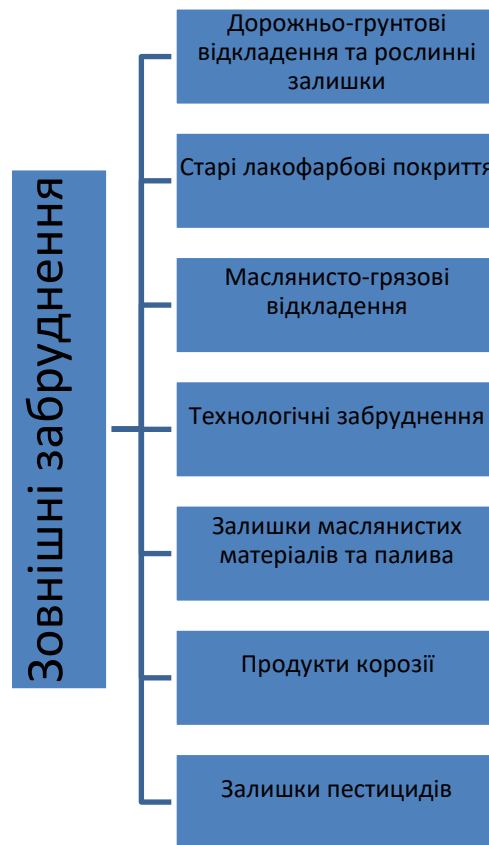 Зовнішні забруднення
Дорожньо-грунтові
відкладення та рослинні
залишки
Старі лакофарбові покриття
Маслянисто-грязові
відкладення
Технологічні забруднення
Залишки маслянистих
матеріалів та палива
Продукти корозії
Залишки пестицидів